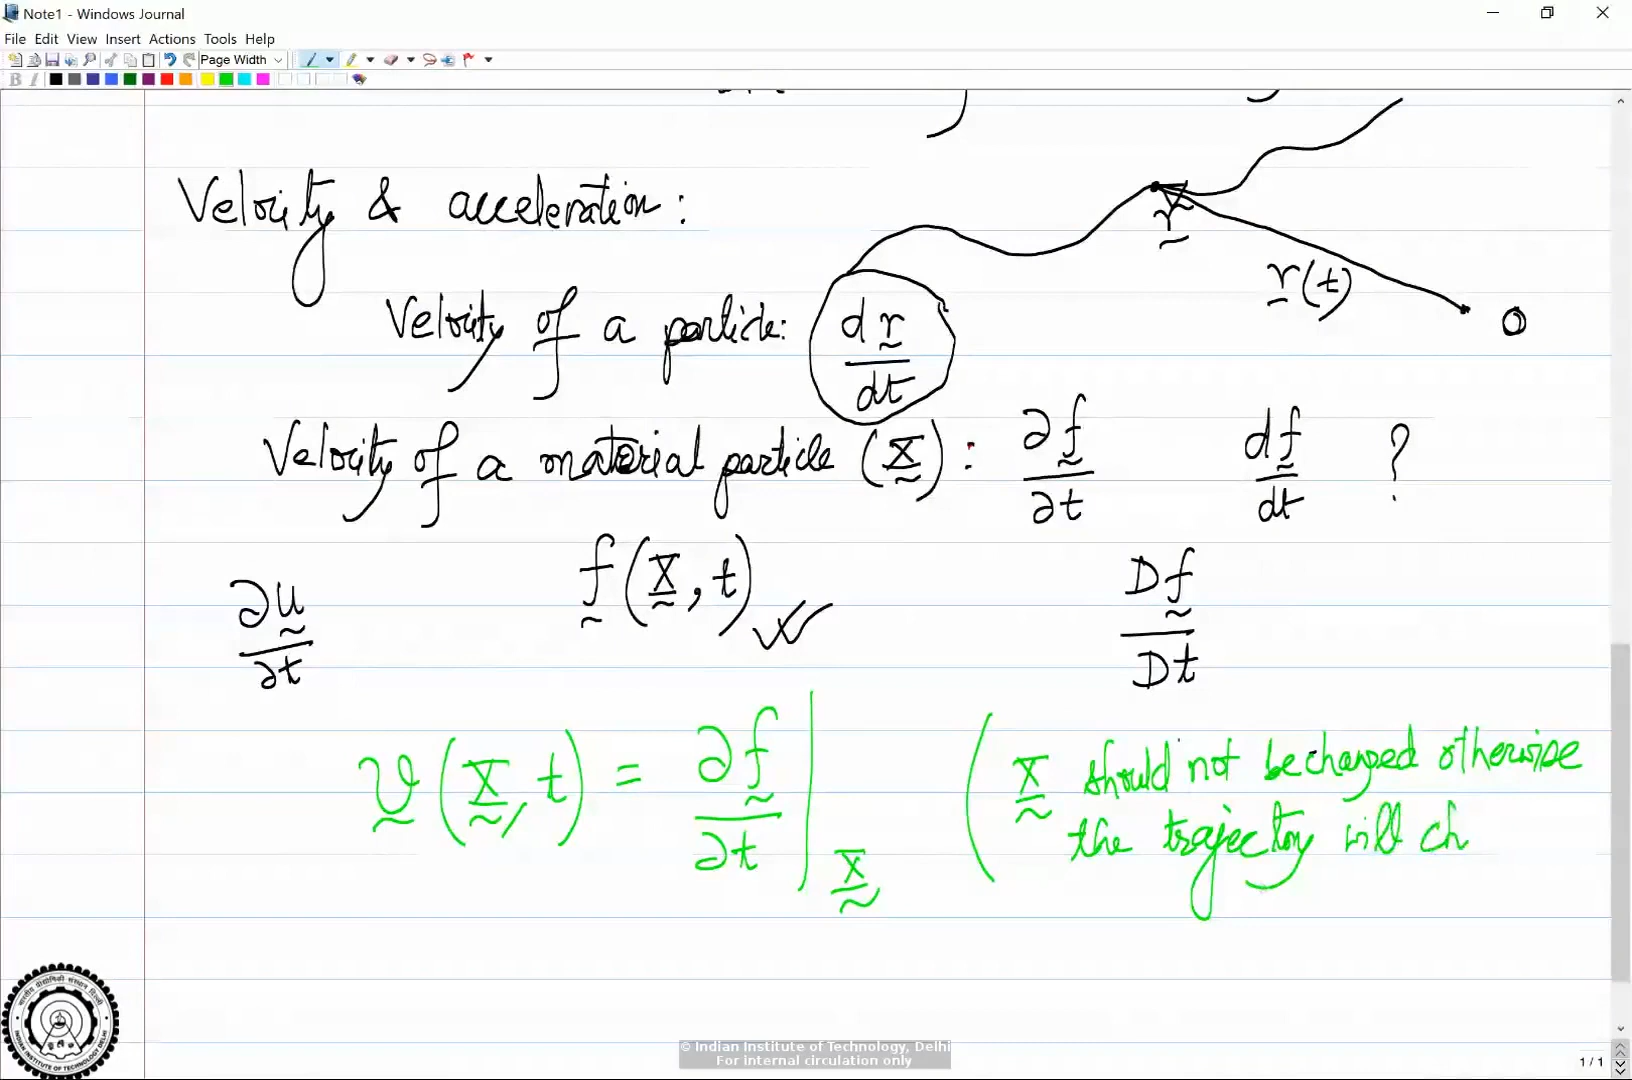 Note1 - Windows Journal
File Edit View Insert Actions Tools Help
Page Width
B I
Velocity & acceleration:
r
r(t)
O
Velocity of a particle: dr/dt
Velocity of a material particle (X): ∂f/∂t df/dt ?
∂u/∂t f(X, t) Df/Dt
v(X, t) = ∂f/∂t |X (X should not be changed otherwise
the trajectory will ch
© Indian Institute of Technology, Delhi
For internal circulation only
1 / 1